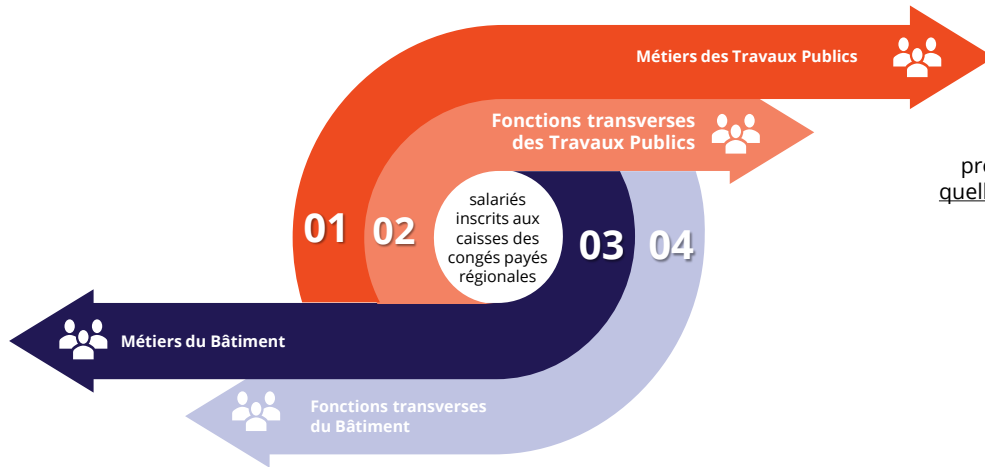 Métiers des Travaux Publics
Fonctions transverses
des Travaux Publics
salariés
inscrits aux
caisses des
congés payés
régionales
01
02
03
04
Métiers du Bâtiment
Fonctions transverses
du Bâtiment